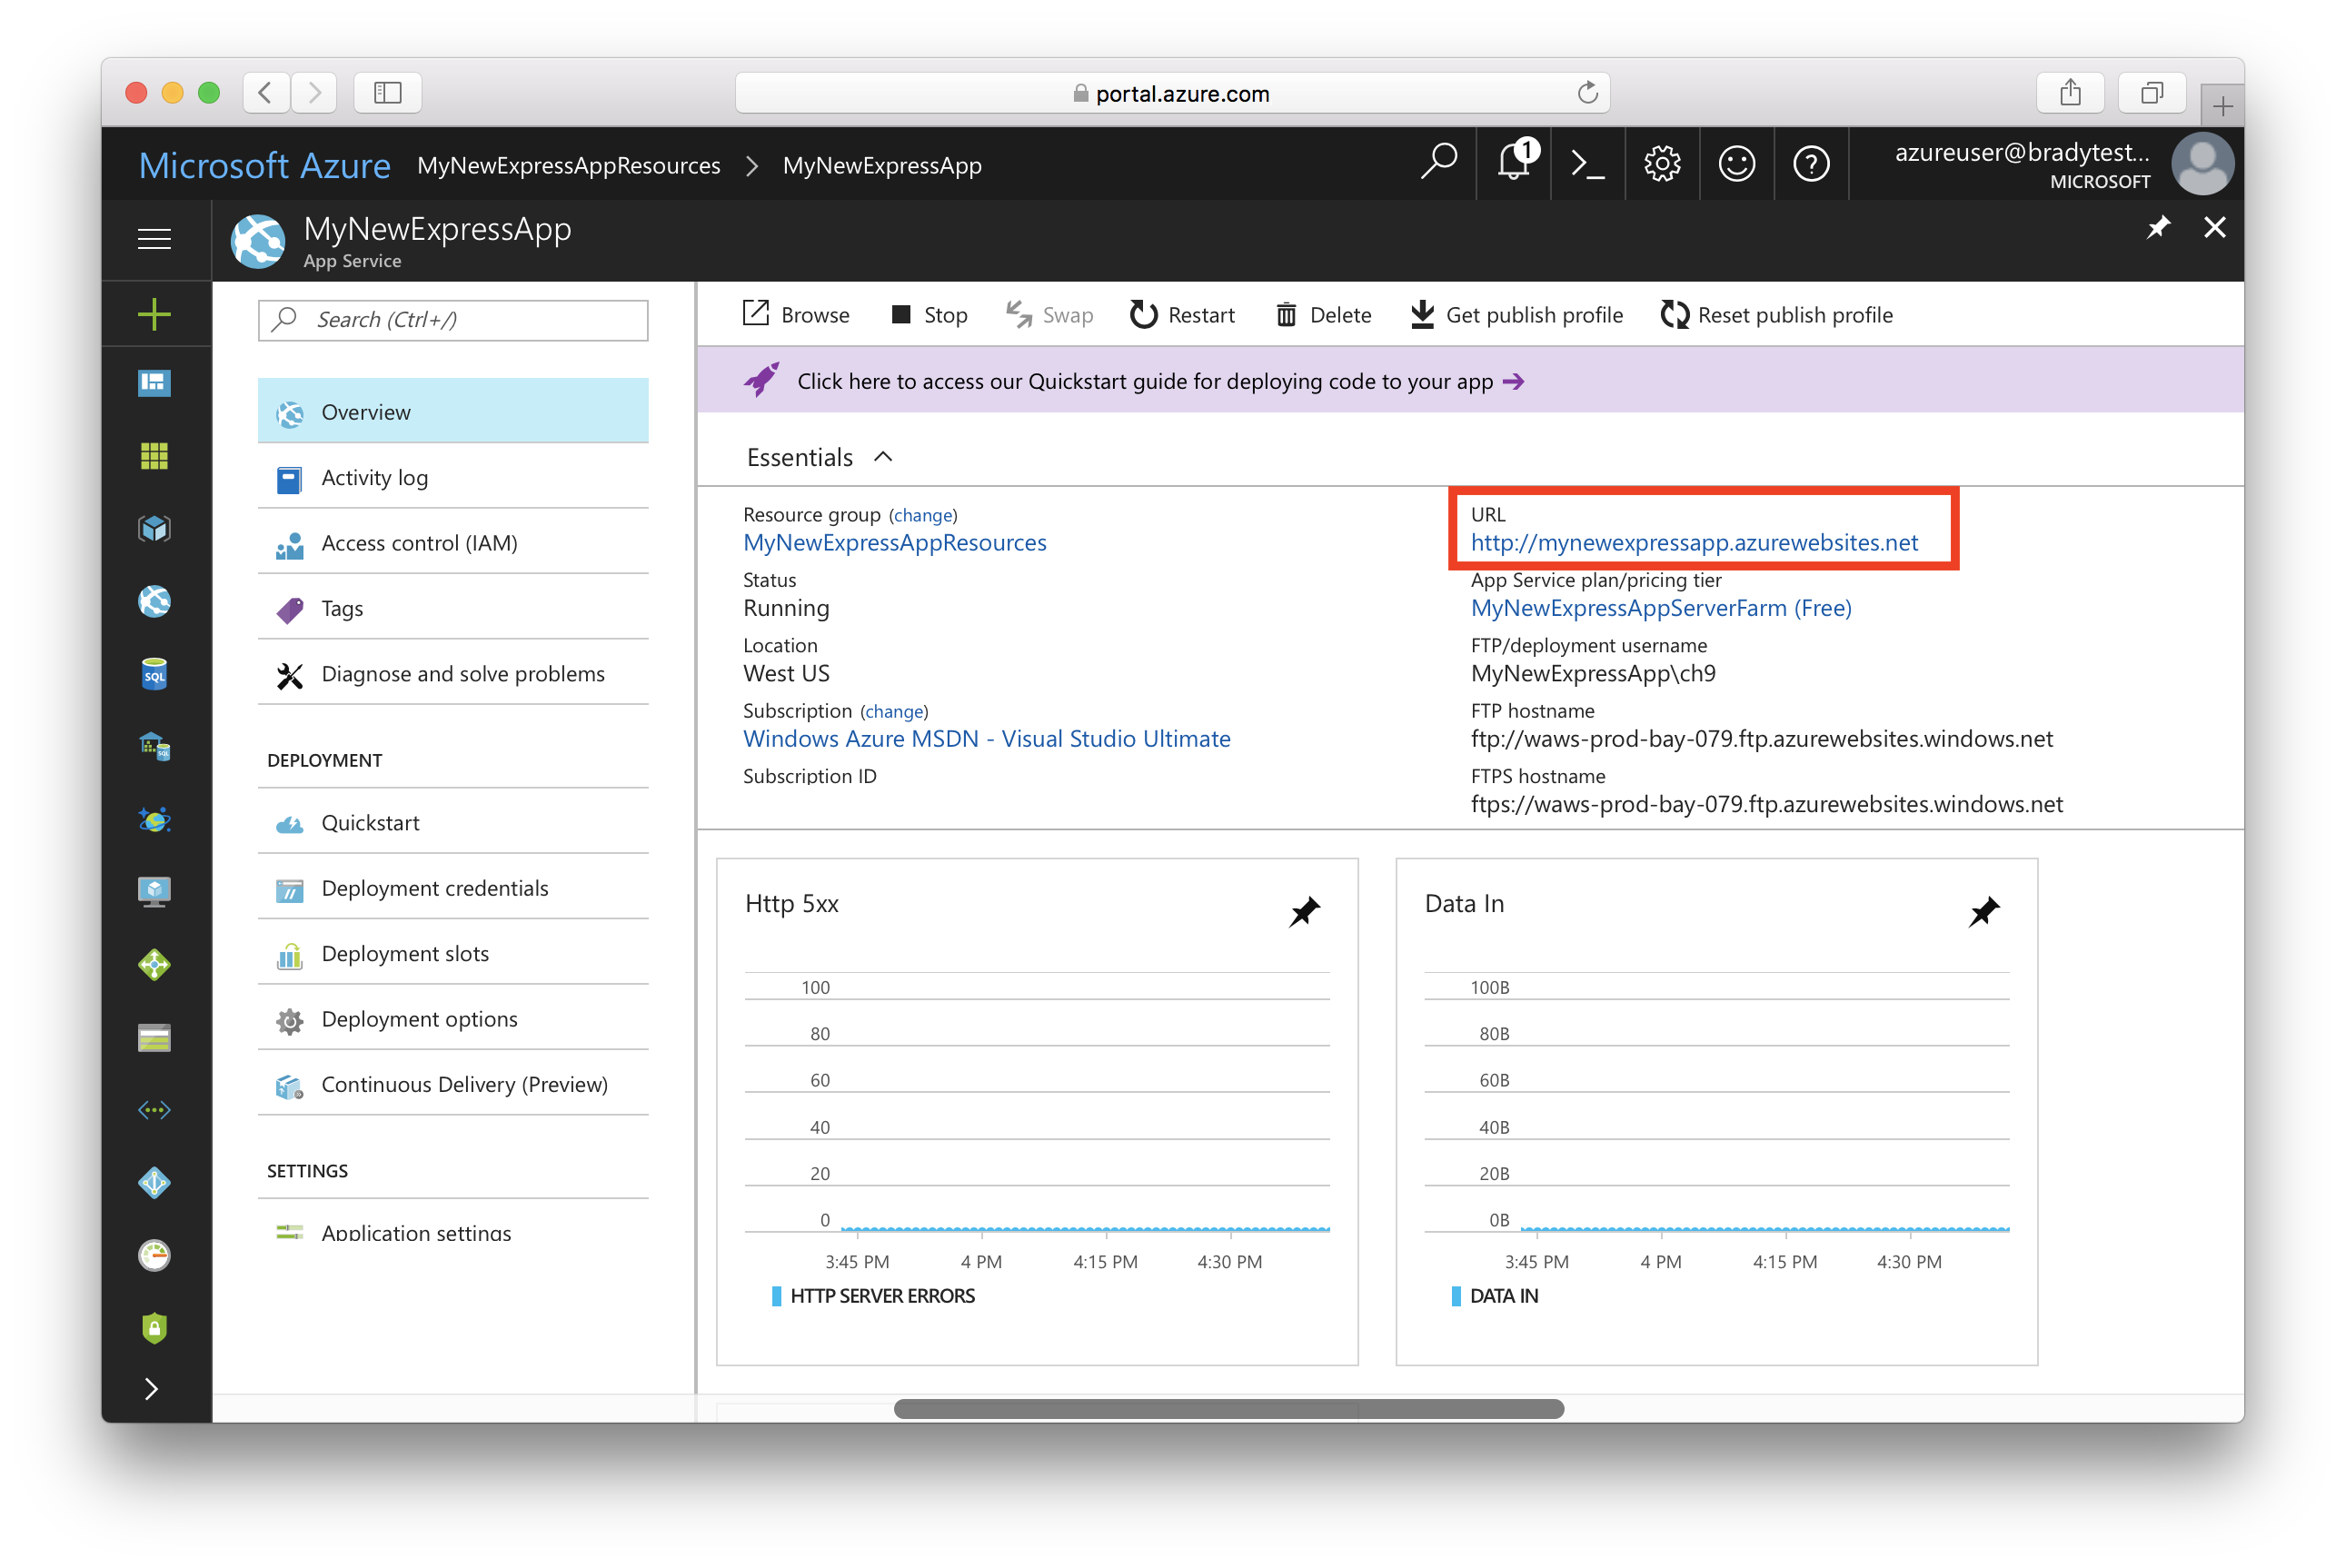 portal.azure.com
Microsoft Azure MyNewExpressAppResources MyNewExpressApp
1
azureuser@bradytest...
MICROSOFT
MyNewExpressApp
App Service
Search (Ctrl+/)
Overview
Activity log
Access control (IAM)
Tags
Diagnose and solve problems
DEPLOYMENT
Quickstart
Deployment credentials
Deployment slots
Deployment options
Continuous Delivery (Preview)
SETTINGS
Application settings
SQL
SQL
Browse Stop Swap Restart Delete Get publish profile Reset publish profile
Click here to access our Quickstart guide for deploying code to your app
Essentials
Resource group (change)
MyNewExpressAppResources
Status
Running
Location
West US
Subscription (change)
Windows Azure MSDN - Visual Studio Ultimate
Subscription ID
URL
http://mynewexpressapp.azurewebsites.net
App Service plan/pricing tier
MyNewExpressAppServerFarm (Free)
FTP/deployment username
MyNewExpressApp\ch9
FTP hostname
ftp://waws-prod-bay-079.ftp.azurewebsites.windows.net
FTPS hostname
ftps://waws-prod-bay-079.ftp.azurewebsites.windows.net
Http 5xx
100
80
60
40
20
0
3:45 PM 4 PM 4:15 PM 4:30 PM
HTTP SERVER ERRORS
Data In
100B
80B
60B
40B
20B
0B
3:45 PM 4 PM 4:15 PM 4:30 PM
DATA IN